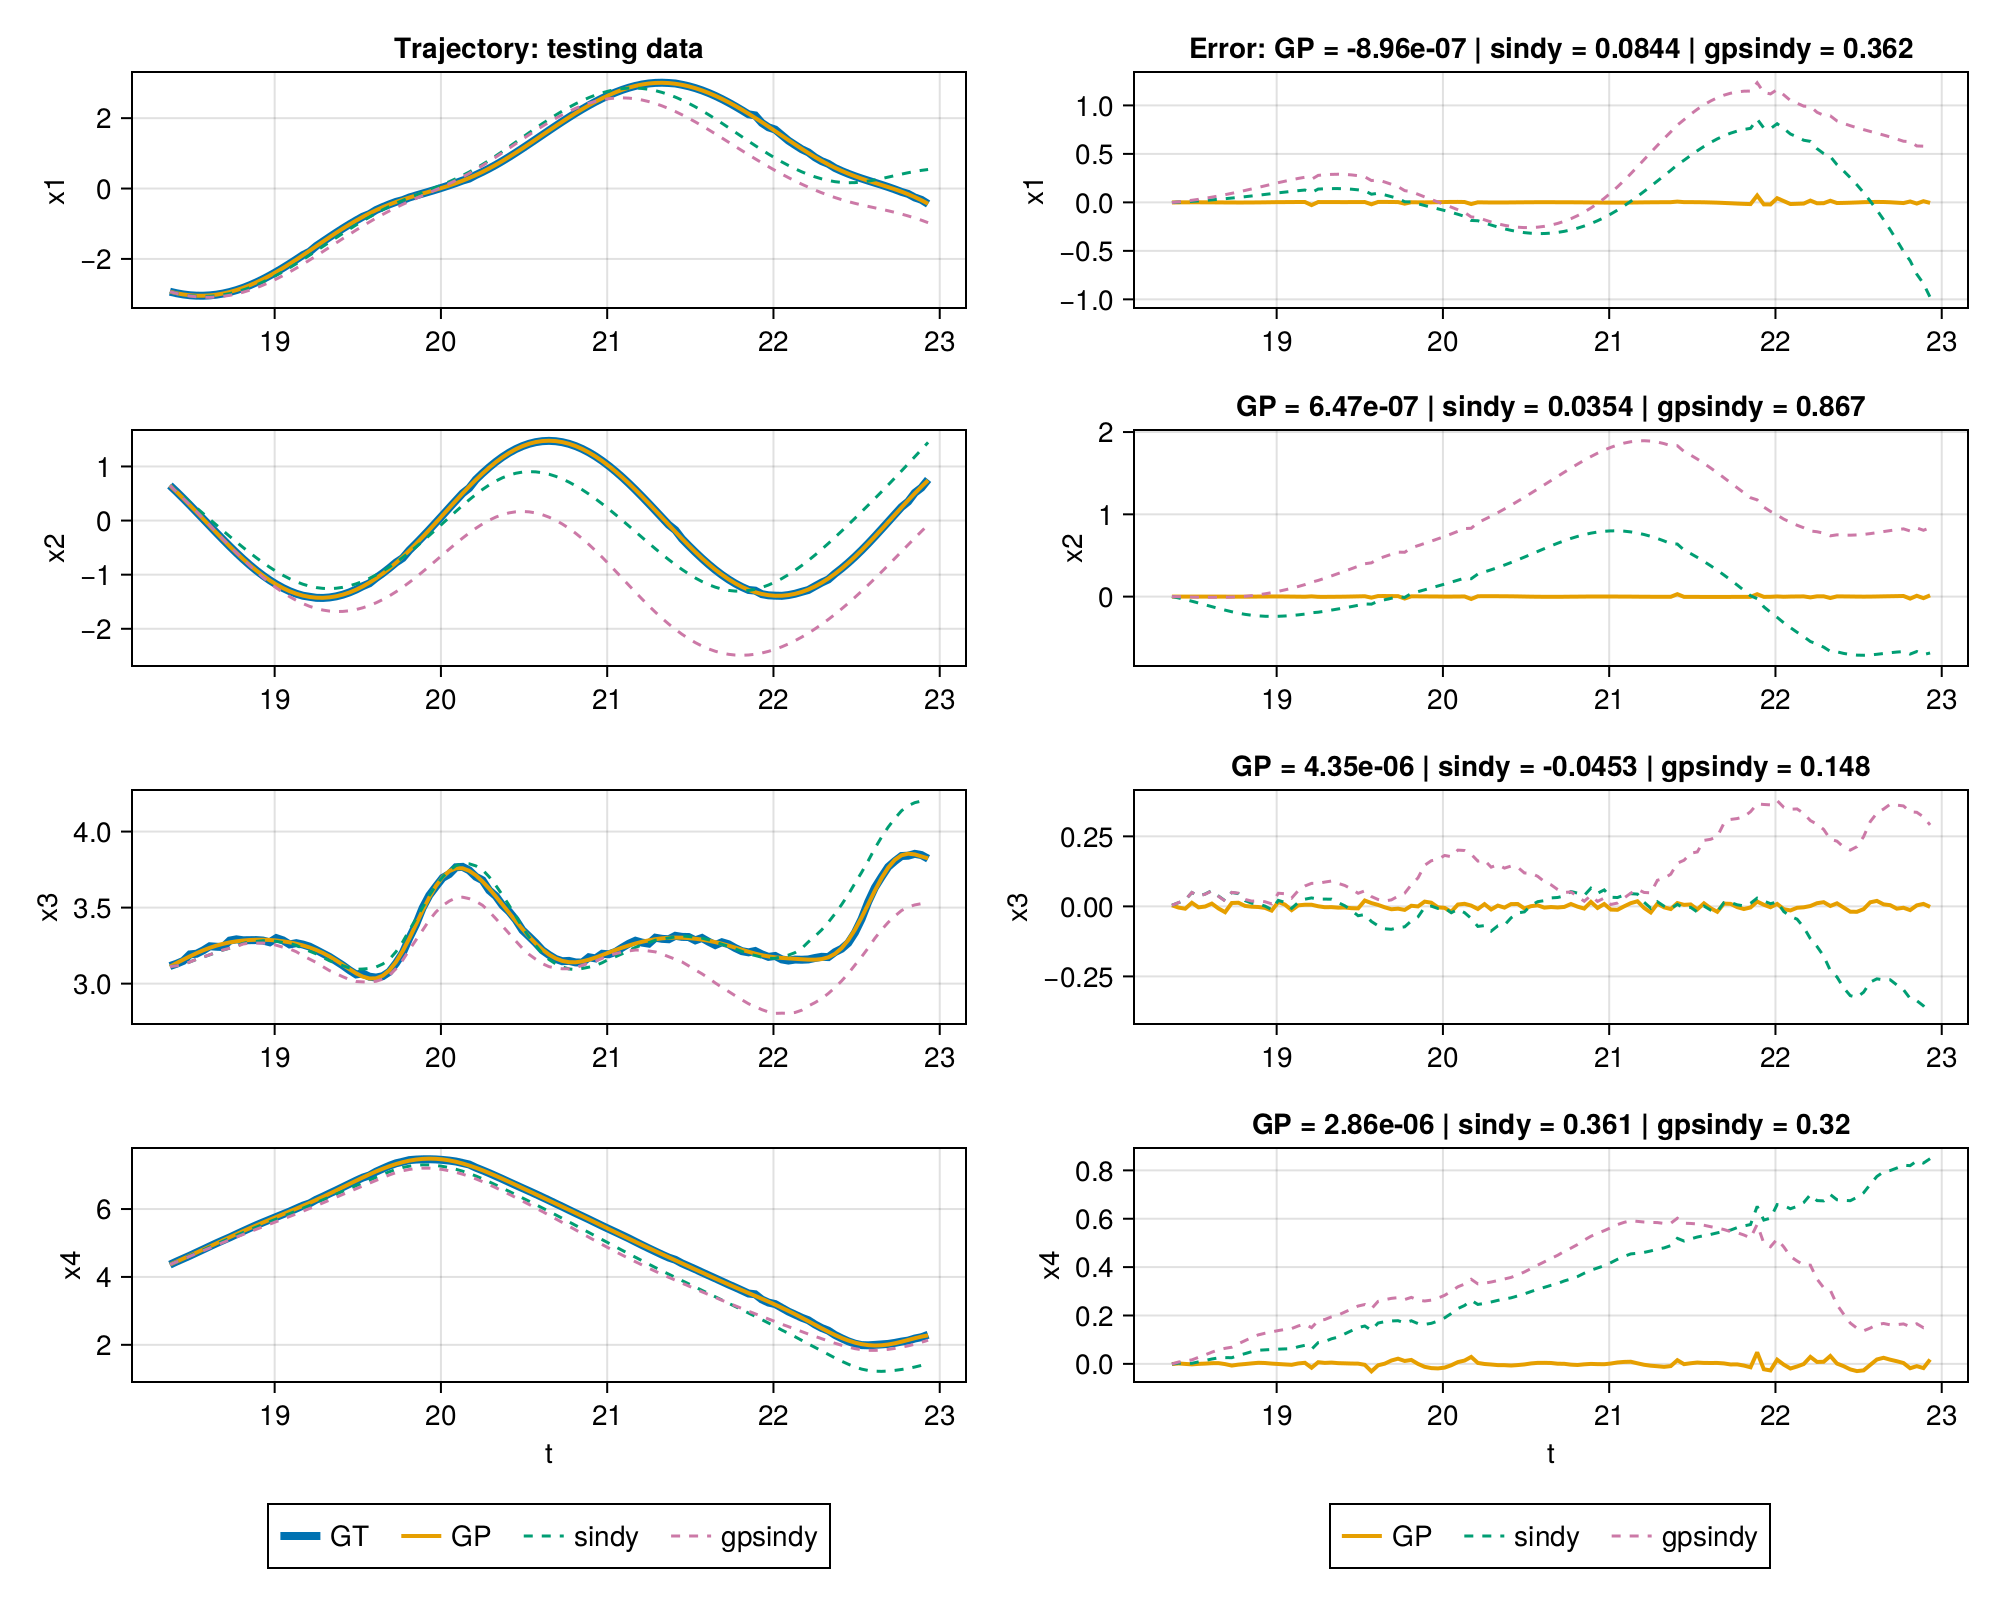 Trajectory: testing data
x1
2
0
−2
19 20 21 22 23
Error: GP = -8.96e-07 | sindy = 0.0844 | gpsindy = 0.362
x1
1.0
0.5
0.0
−0.5
−1.0
19 20 21 22 23
x2
1
0
−1
−2
19 20 21 22 23
GP = 6.47e-07 | sindy = 0.0354 | gpsindy = 0.867
x2
2
1
0
19 20 21 22 23
x3
4.0
3.5
3.0
19 20 21 22 23
GP = 4.35e-06 | sindy = -0.0453 | gpsindy = 0.148
x3
0.25
0.00
−0.25
19 20 21 22 23
x4
6
4
2
19 20 21 22 23
t
GP = 2.86e-06 | sindy = 0.361 | gpsindy = 0.32
x4
0.8
0.6
0.4
0.2
0.0
19 20 21 22 23
t
GT GP sindy gpsindy
GP sindy gpsindy